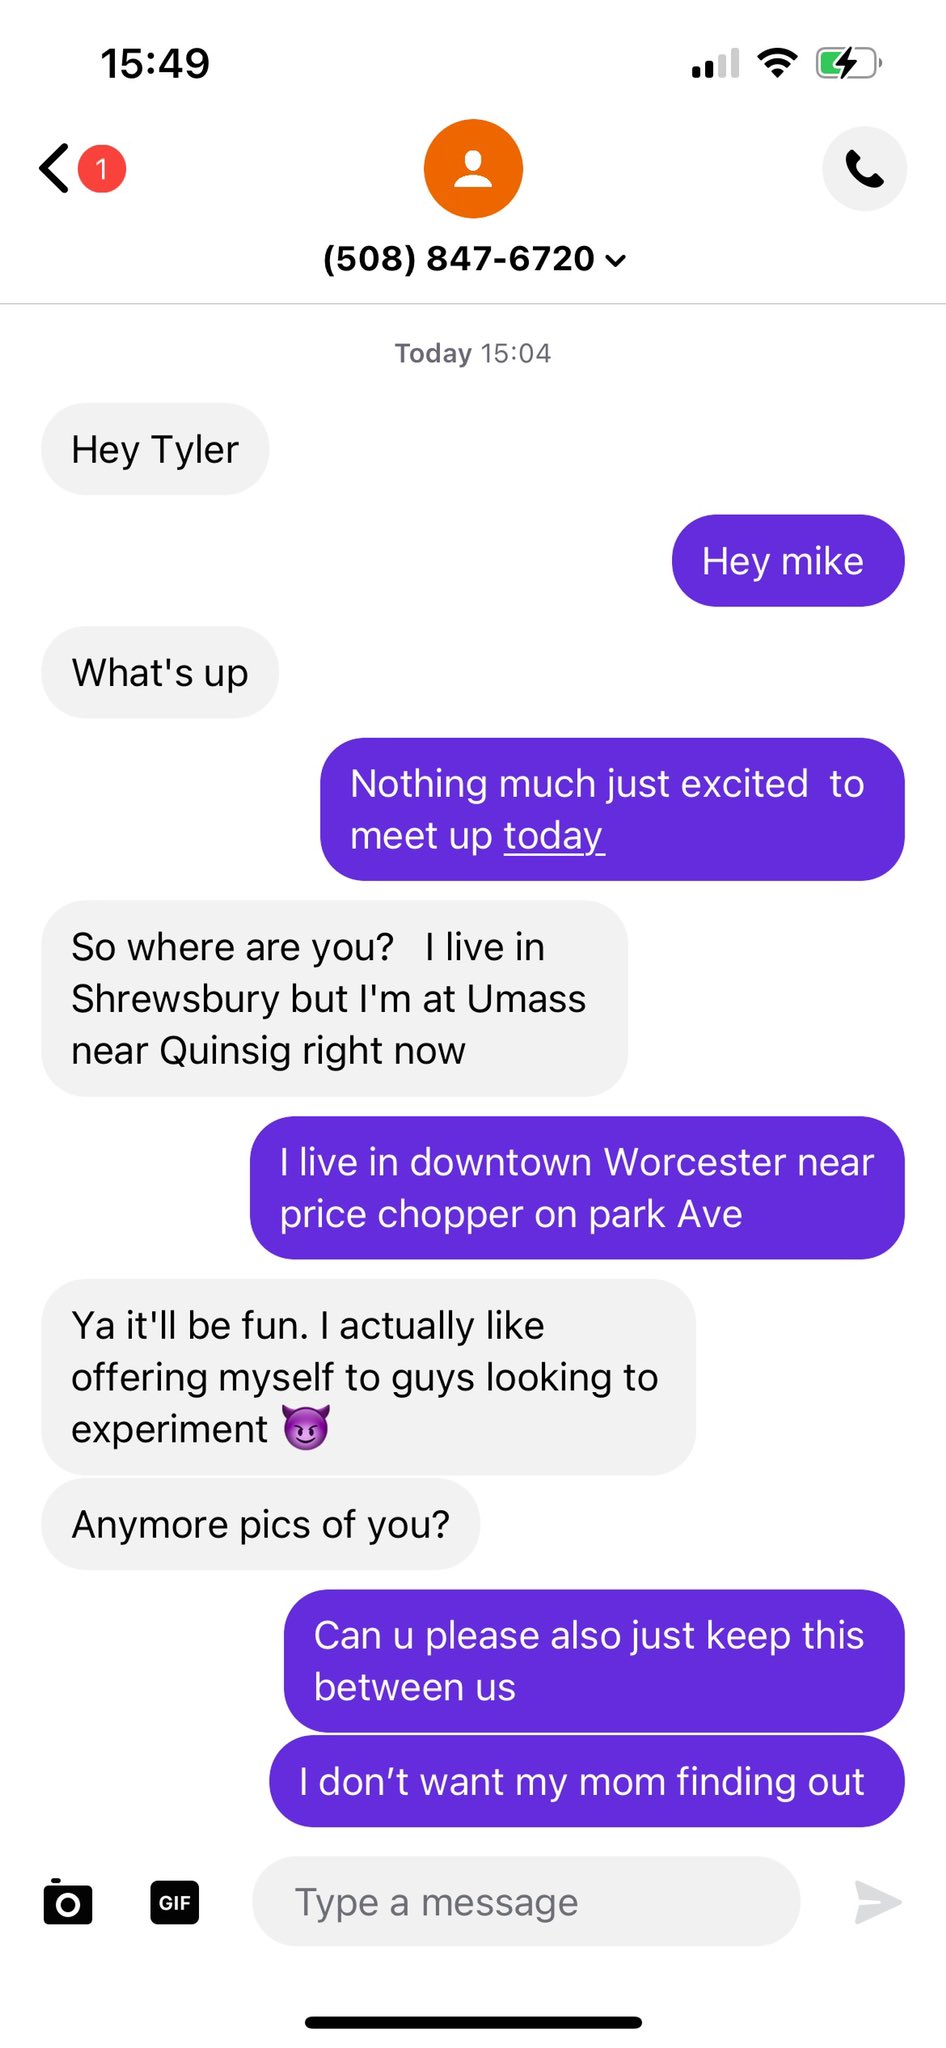 15:49
1
(508) 847-6720
Today 15:04
Hey Tyler
Hey mike
What's up
Nothing much just excited  to
meet up today
So where are you?   I live in
Shrewsbury but I'm at Umass
near Quinsig right now
I live in downtown Worcester near
price chopper on park Ave
Ya it'll be fun. I actually like
offering myself to guys looking to
experiment 😈
Anymore pics of you?
Can u please also just keep this
between us
I don’t want my mom finding out
GIF
Type a message